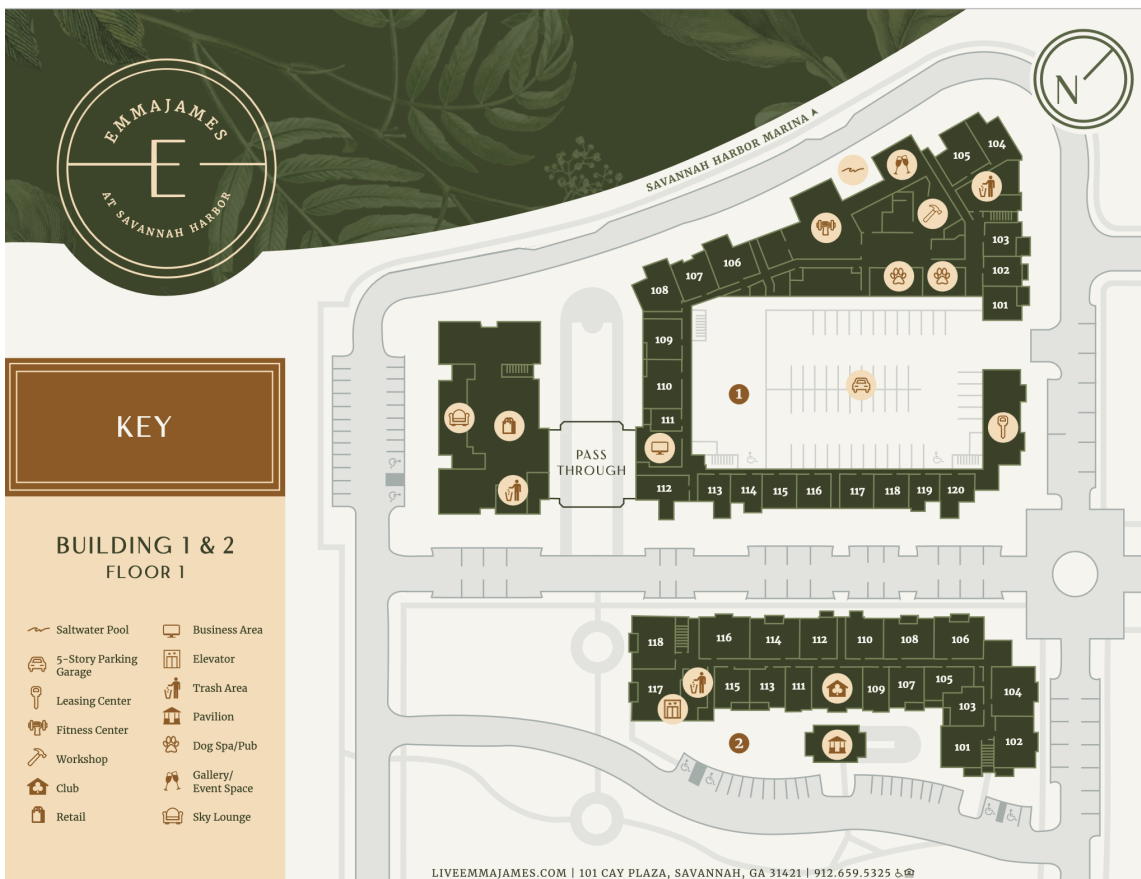 EMMAJAMES
E
AT SAVANNAH HARBOR
SAVANNAH HARBOR MARINA
N
KEY
BUILDING 1 & 2
FLOOR 1
Saltwater Pool
5-Story Parking
Garage
Leasing Center
Fitness Center
Workshop
Club
Retail
Business Area
Elevator
Trash Area
Pavilion
Dog Spa/Pub
Gallery/
Event Space
Sky Lounge
105
104
103
102
101
106
107
108
109
110
111
1
PASS
THROUGH
112
113
114
115
116
117
118
119
120
118
116
114
112
110
108
106
117
115
113
111
109
107
105
104
103
2
101
102
LIVEEMMAJAMES.COM | 101 CAY PLAZA, SAVANNAH, GA 31421 | 912.659.5325